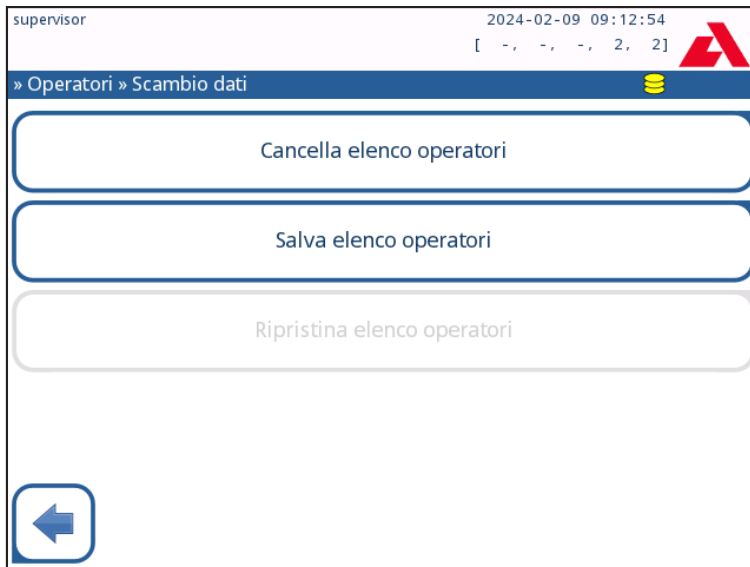 supervisor
2024-02-09 09:12:54
[ -, -, -, 2, 2]
» Operatori » Scambio dati
Cancella elenco operatori
Salva elenco operatori
Ripristina elenco operatori